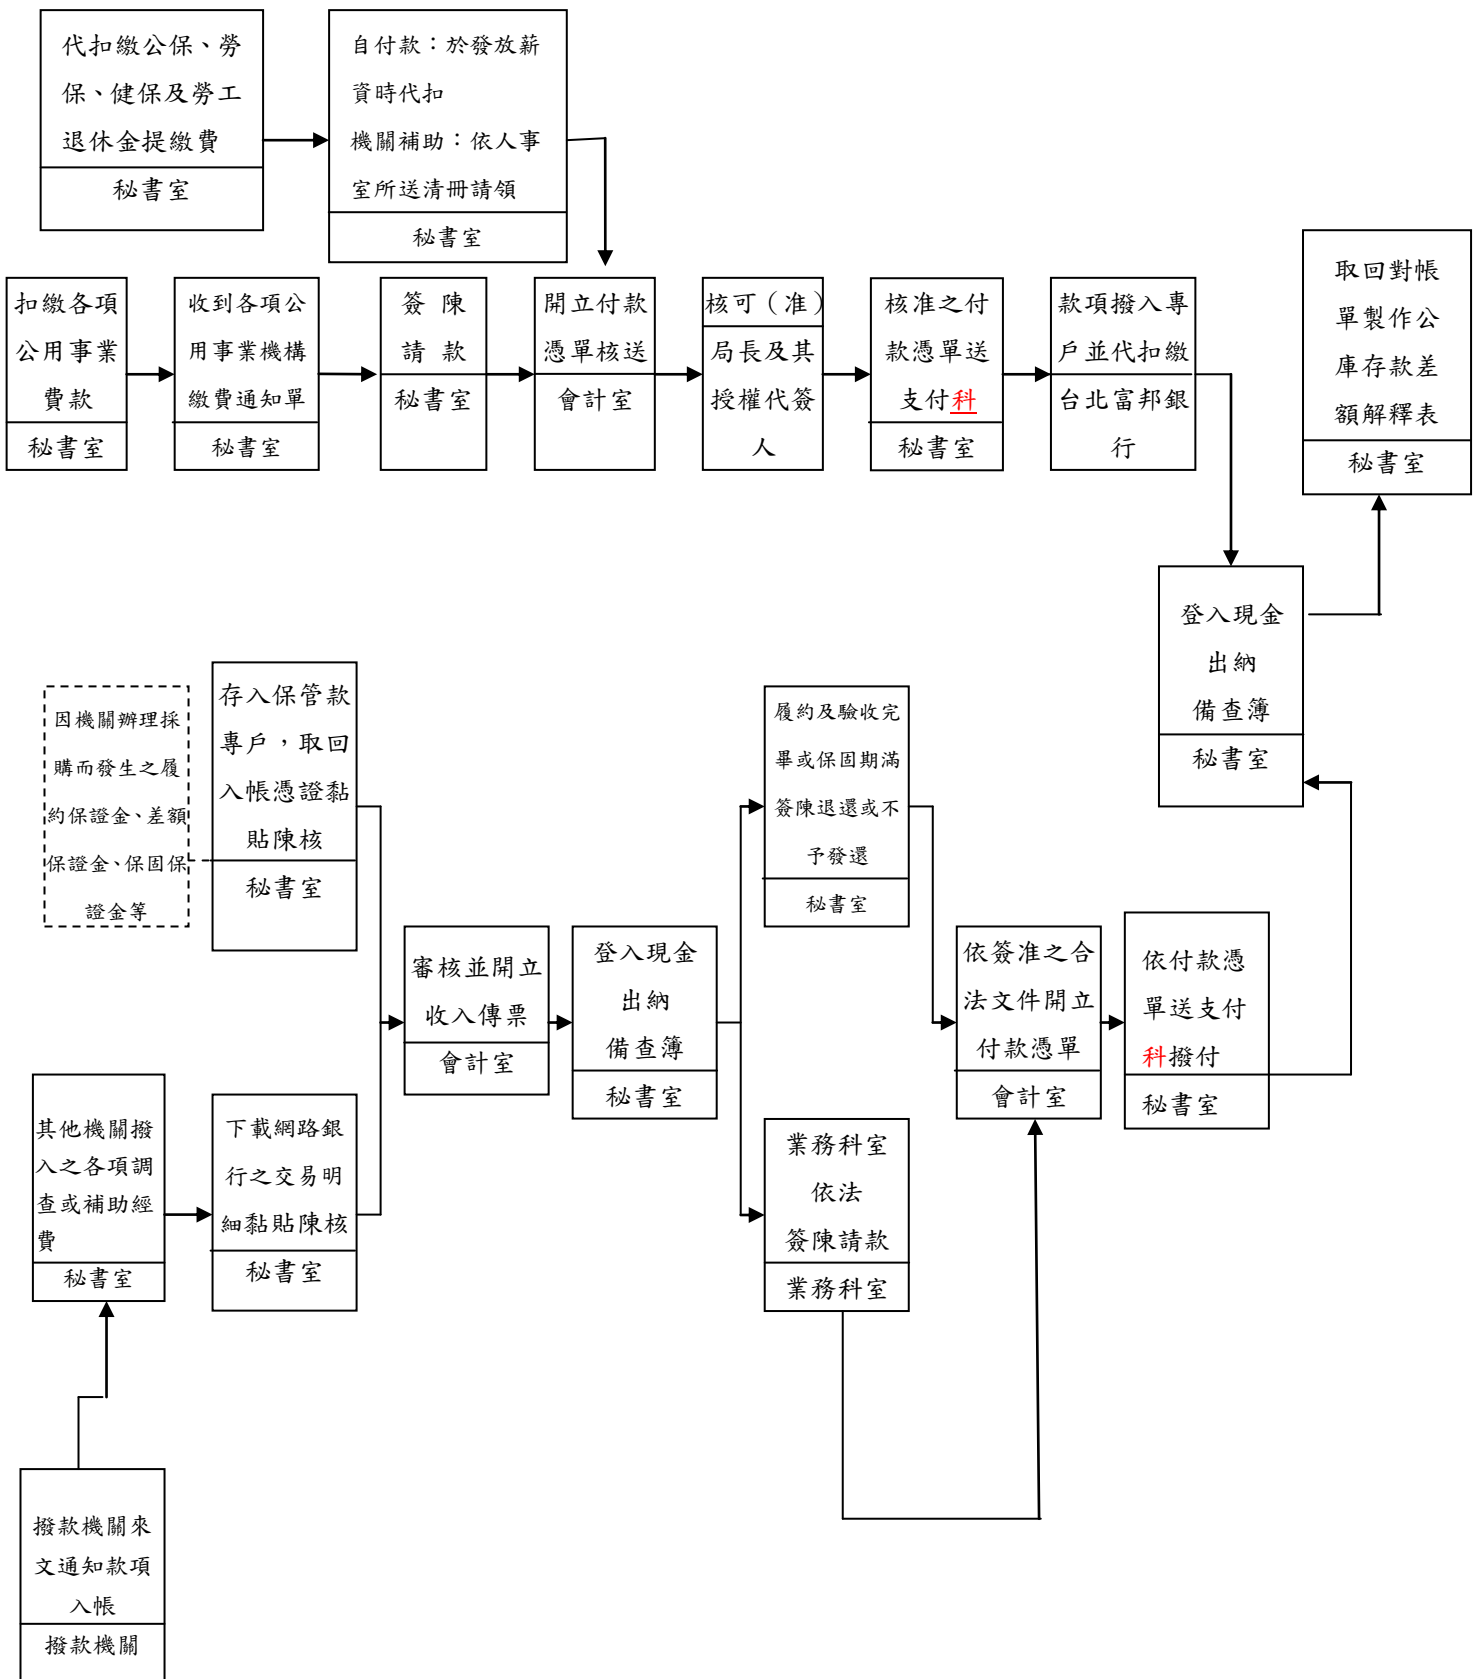 代扣繳公保、勞
保、健保及勞工
退休金提繳費
秘書室
自付款：於發放薪
資時代扣
機關補助：依人事
室所送清冊請領
秘書室
扣繳各項
公用事業
費款
秘書室
收到各項公
用事業機構
繳費通知單
秘書室
簽 陳
請 款
秘書室
開立付款
憑單核送
會計室
核可（准）
局長及其
授權代簽
人
核准之付
款憑單送
支付科
秘書室
款項撥入專
戶並代扣繳
台北富邦銀
行
取回對帳
單製作公
庫存款差
額解釋表
秘書室
登入現金
出納
備查簿
秘書室
因機關辦理採
購而發生之履
約保證金、差額
保證金、保固保
證金等
存入保管款
專戶，取回
入帳憑證黏
貼陳核
秘書室
審核並開立
收入傳票
會計室
登入現金
出納
備查簿
秘書室
履約及驗收完
畢或保固期滿
簽陳退還或不
予發還
秘書室
依簽准之合
法文件開立
付款憑單
會計室
依付款憑
單送支付
科撥付
秘書室
其他機關撥
入之各項調
查或補助經
費
秘書室
下載網路銀
行之交易明
細黏貼陳核
秘書室
業務科室
依法
簽陳請款
業務科室
撥款機關來
文通知款項
入帳
撥款機關